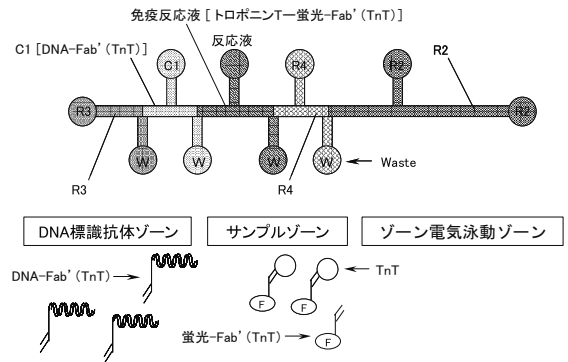 免疫反応液 [トロポニンT―蛍光-Fab'(TnT)]
C1 [DNA-Fab'(TnT)]
反応液
R2
C1
R4
R2
R3
R2
W
W
W
W
Waste
R3
R4
DNA標識抗体ゾーン
サンプルゾーン
ゾーン電気泳動ゾーン
DNA-Fab'(TnT)
TnT
F
F
蛍光-Fab'(TnT)
F